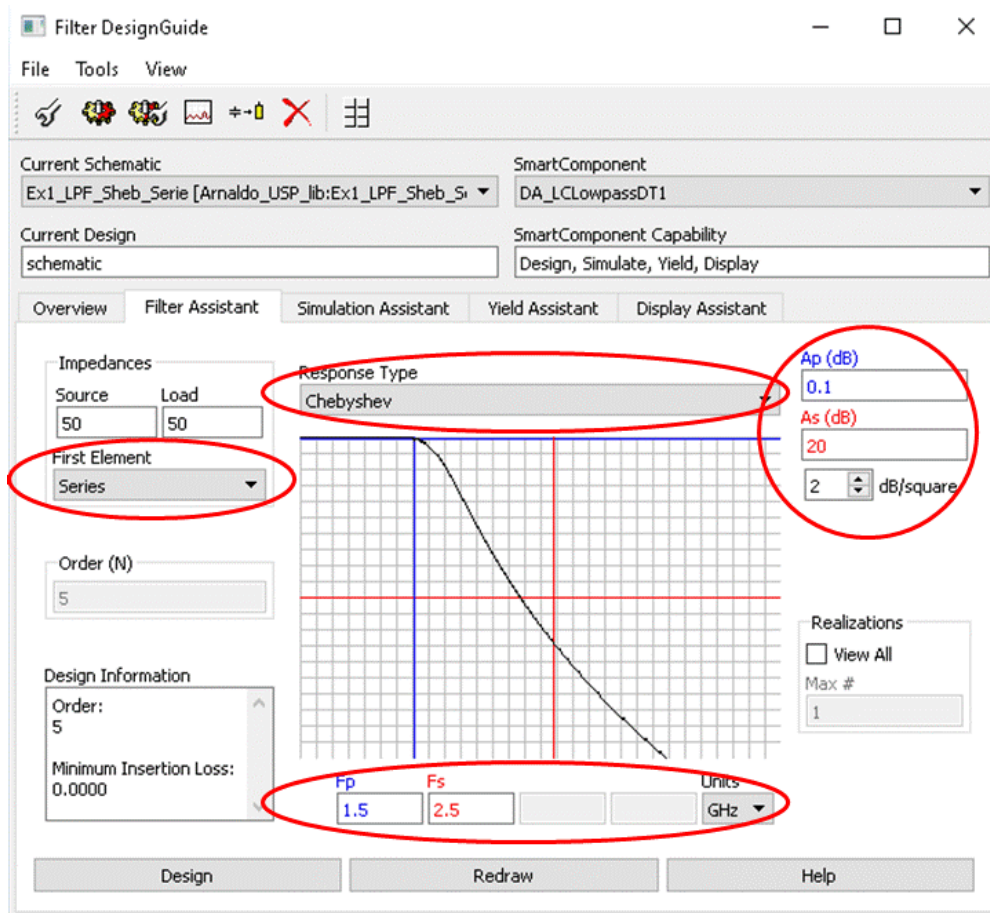 Filter DesignGuide
File Tools View
Current Schematic
Ex1_LPF_Sheb_Serie [Arnaldo_USP_lib:Ex1_LPF_Sheb_S
SmartComponent
DA_LCLowpassDT1
Current Design
schematic
SmartComponent Capability
Design, Simulate, Yield, Display
Overview Filter Assistant Simulation Assistant Yield Assistant Display Assistant
Impedances
Source Load
50 50
First Element
Series
Order (N)
5
Design Information
Order:
5
Minimum Insertion Loss:
0.0000
Response Type
Chebyshev
Fp Fs Units
1.5 2.5 GHz
Ap (dB)
0.1
As (dB)
20
2 dB/square
Realizations
View All
Max #
1
Design Redraw Help